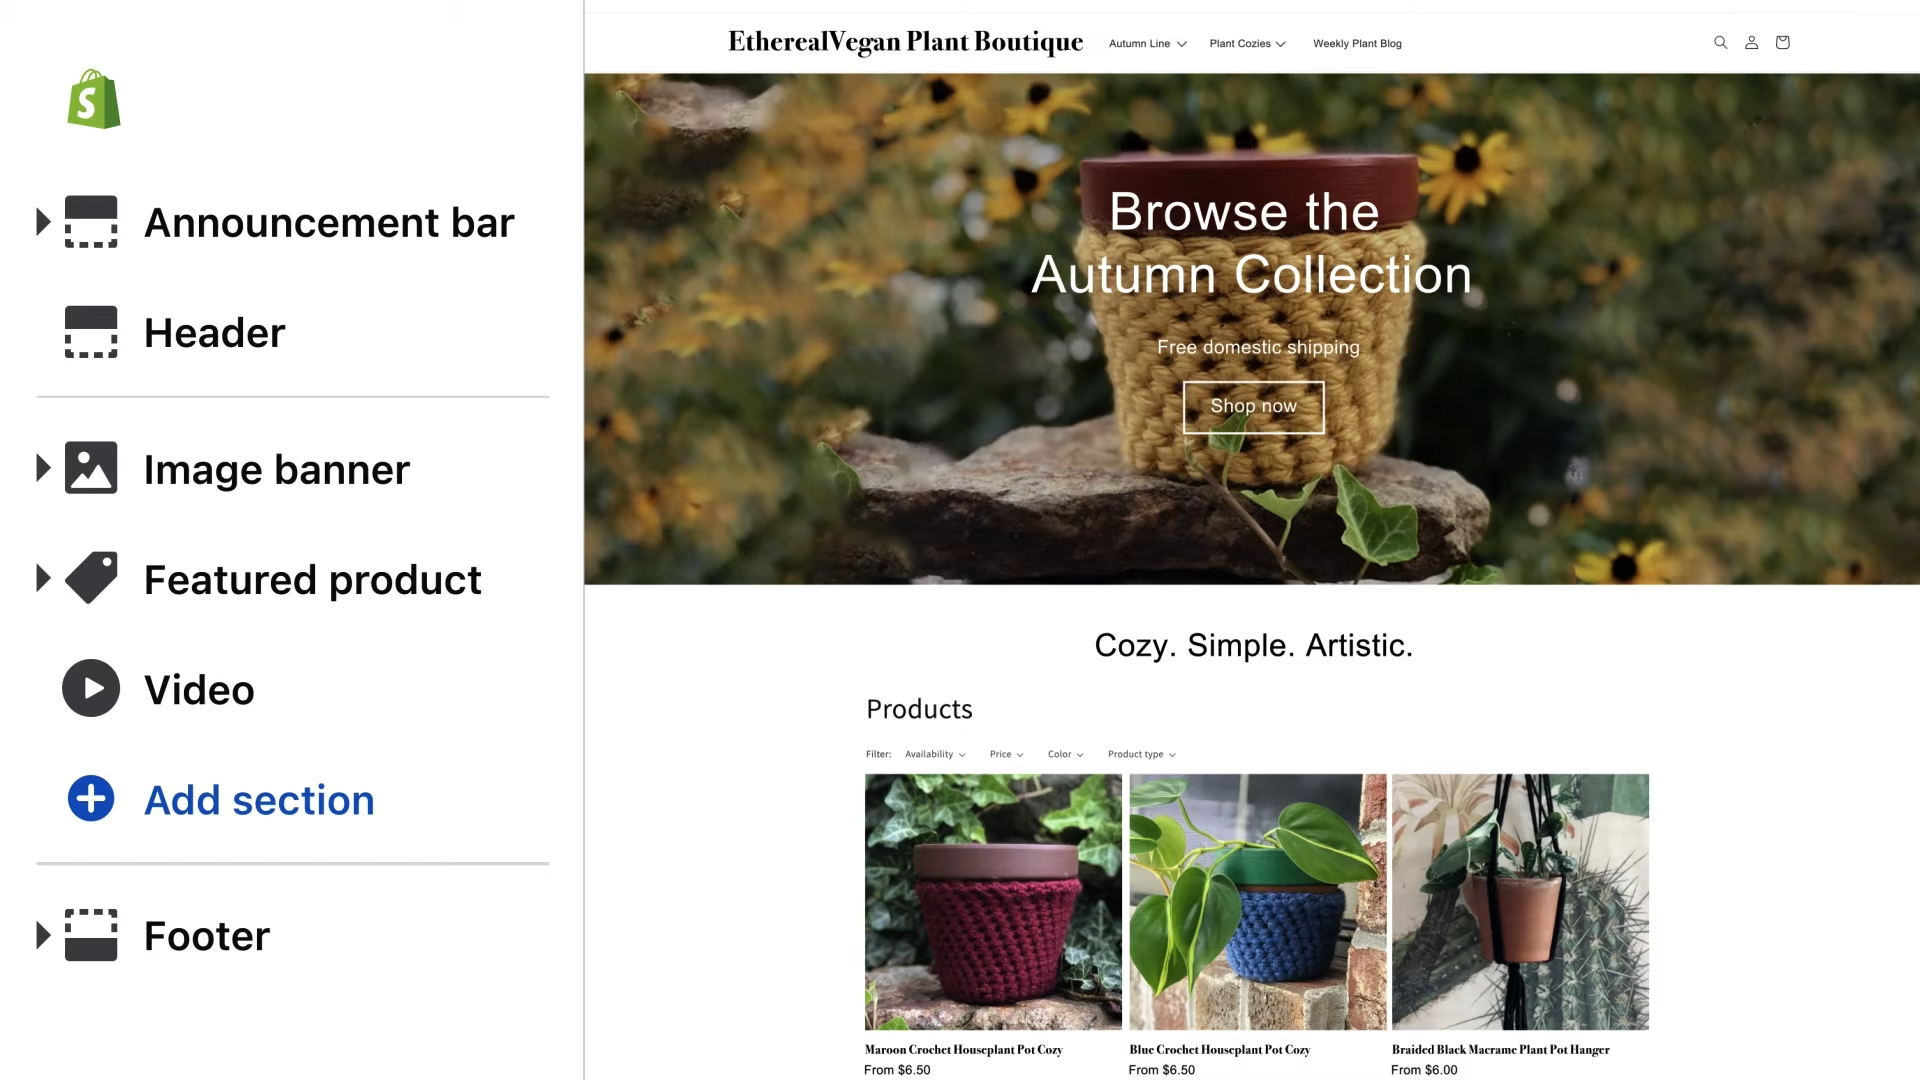 Announcement bar
Header
Image banner
Featured product
Video
Add section
Footer
EtherealVegan Plant Boutique
Autumn Line
Plant Cozies
Weekly Plant Blog
Browse the
Autumn Collection
Free domestic shipping
Shop now
Cozy. Simple. Artistic.
Products
Filter: Availability Price Color Product type
Maroon Crochet Houseplant Pot Cozy
From $6.50
Blue Crochet Houseplant Pot Cozy
From $6.50
Braided Black Macrame Plant Pot Hanger
From $6.00